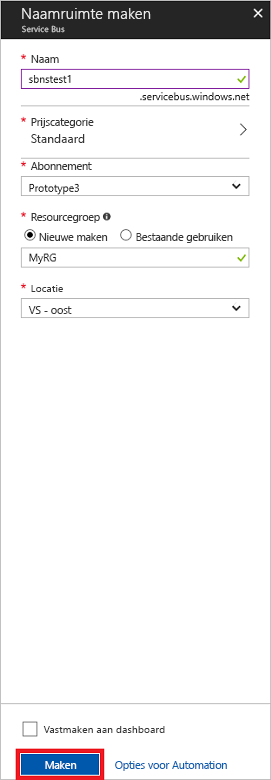 Naamruimte maken
Service Bus
* Naam
sbnstest1
.servicebus.windows.net
* Prijscategorie
Standaard
* Abonnement
Prototype3
* Resourcegroep
Nieuwe maken Bestaande gebruiken
MyRG
* Locatie
VS - oost
Vastmaken aan dashboard
Maken Opties voor Automation